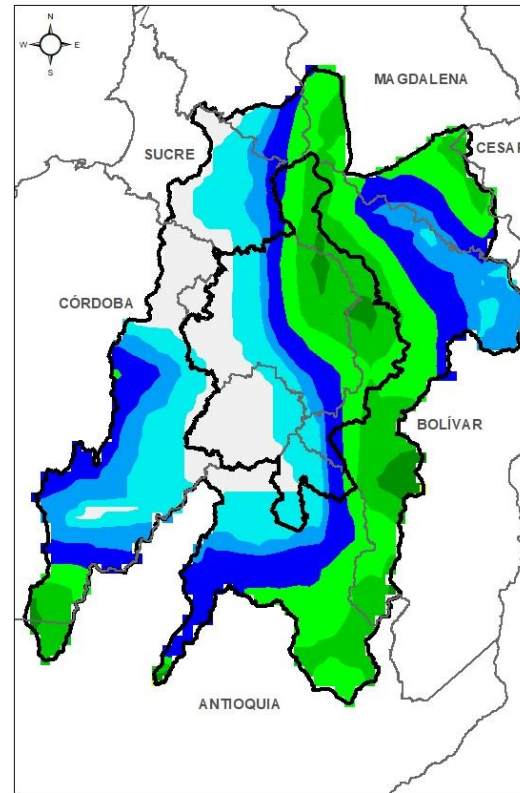 N
W E
S
MAGDALENA
CESAR
SUCRE
CÓRDOBA
BOLÍVAR
ANTIOQUIA